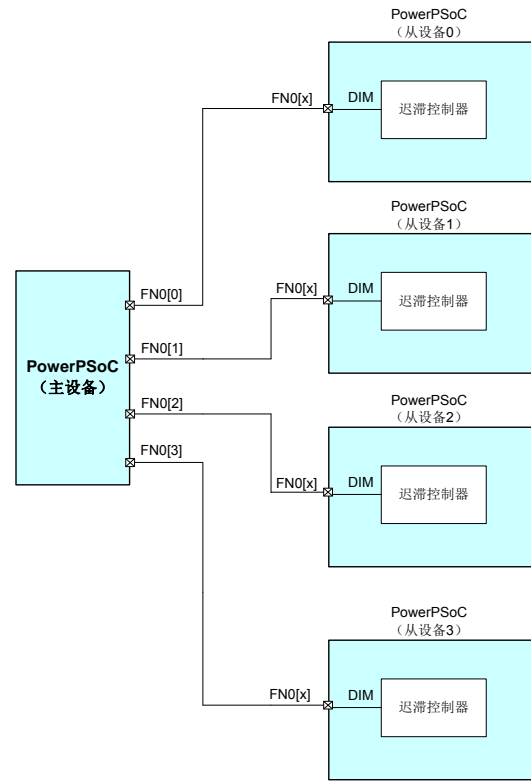 PowerPSoC
（从设备0）
FN0[x]
DIM
迟滞控制器
PowerPSoC
（从设备1）
FN0[x]
DIM
迟滞控制器
FN0[0]
FN0[1]
PowerPSoC
（主设备）
FN0[2]
FN0[3]
PowerPSoC
（从设备2）
FN0[x]
DIM
迟滞控制器
PowerPSoC
（从设备3）
FN0[x]
DIM
迟滞控制器